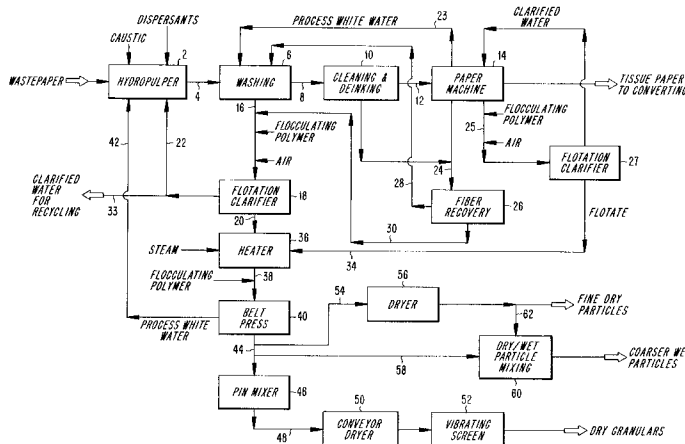 PROCESS WHITE WATER
23
CLARIFIED
WATER
DISPERSANTS
CAUSTIC
2
6
10
14
WASTEPAPER
HYDROPULPER
WASHING
CLEANING &
DEINKING
PAPER
MACHINE
TISSUE PAPER
TO CONVERTING
4
8
12
16
42
22
FLOCCULATING
POLYMER
FLOCCULATING
POLYMER
25
AIR
AIR
24
28
FLOTATION
CLARIFIER
27
CLARIFIED
WATER
FOR
RECYCLING
33
FLOTATION
CLARIFIER
18
FIBER
RECOVERY
26
20
30
FLOTATE
STEAM
HEATER
36
34
FLOCCULATING
POLYMER
38
56
BELT
PRESS
40
54
DRYER
FINE DRY
PARTICLES
PROCESS WHITE
WATER
62
44
58
DRY/WET
PARTICLE
MIXING
COARSER WE
PARTICLES
60
PIN MIXER
46
50
52
48
CONVEYOR
DRYER
VIBRATING
SCREEN
DRY GRANULARS